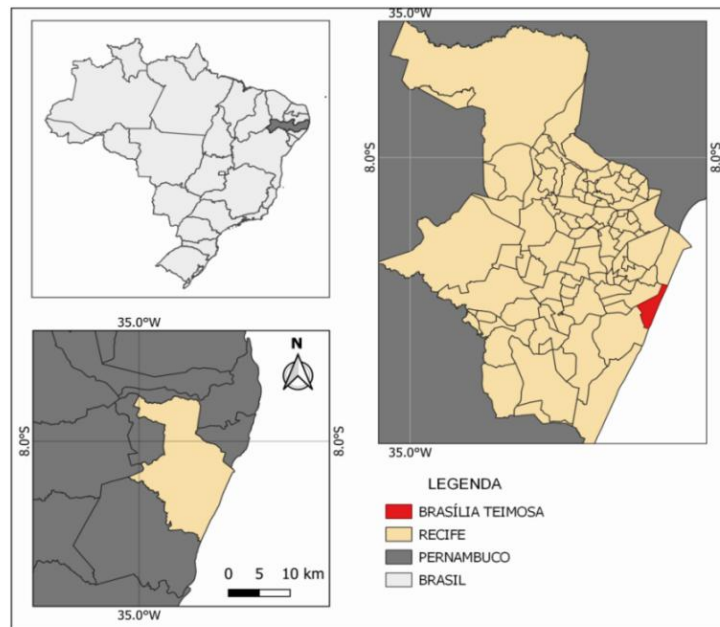 35.0°W
8.0°S
8.0°S
35.0°W
35.0°W
N
8.0°S
8.0°S
0 5 10 km
35.0°W
LEGENDA
BRASÍLIA TEIMOSA
RECIFE
PERNAMBUCO
BRASIL